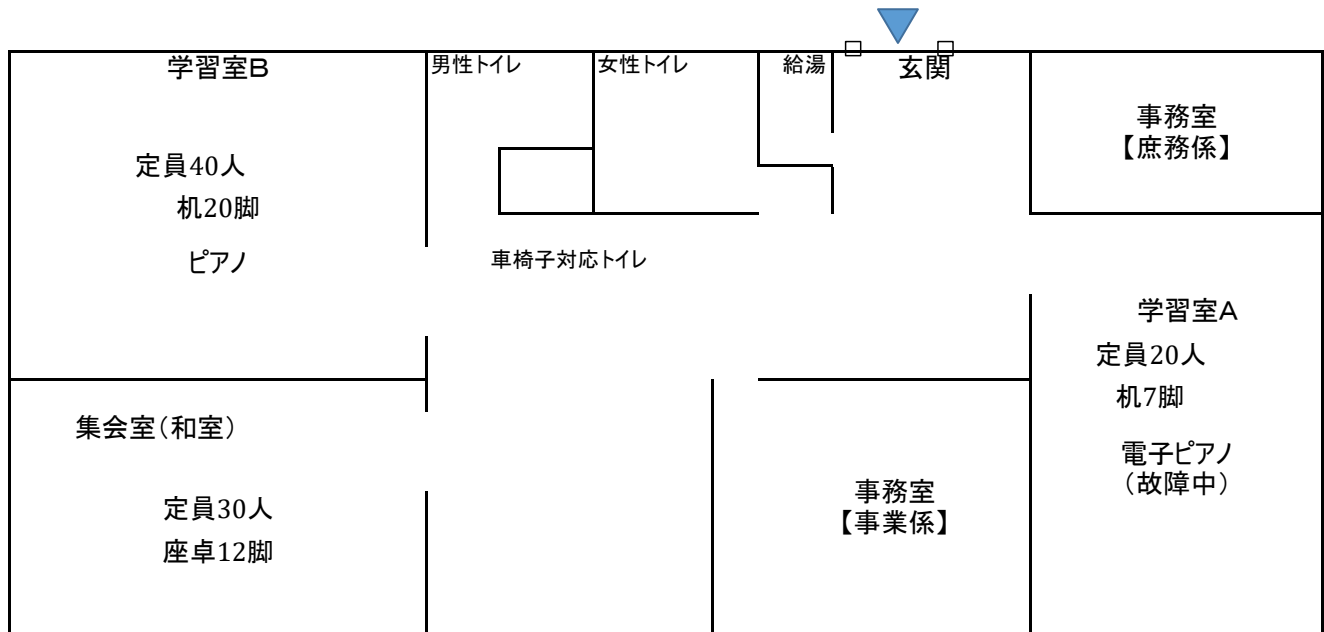 学習室B
男性トイレ
女性トイレ
給湯
玄関
事務室
【庶務係】
定員40人
机20脚
ピアノ
車椅子対応トイレ
学習室A
定員20人
机7脚
電子ピアノ
（故障中）
集会室（和室）
定員30人
座卓12脚
事務室
【事業係】